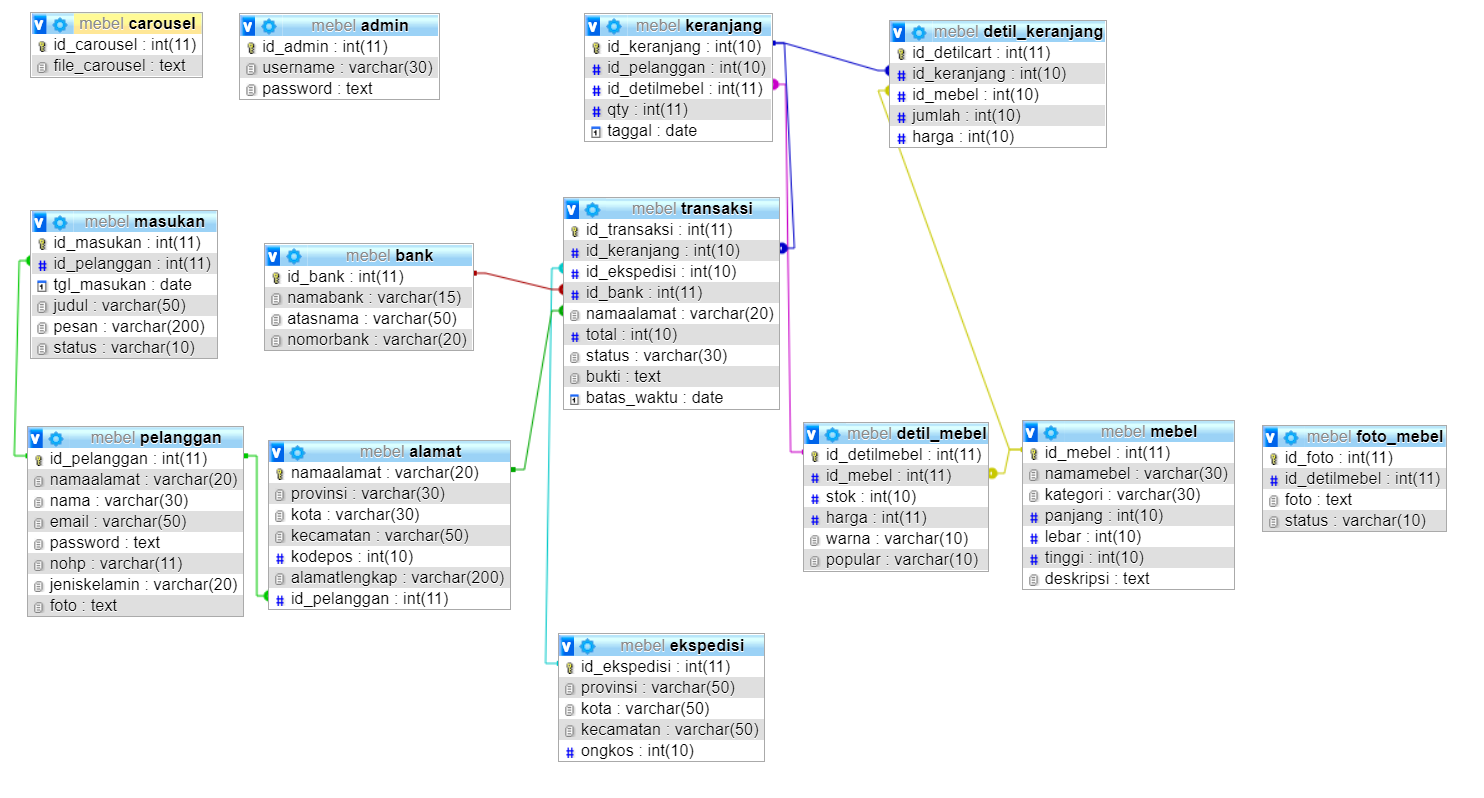 mebel carousel
id_carousel : int(11)
file_carousel : text
mebel admin
id_admin : int(11)
username : varchar(30)
password : text
mebel keranjang
id_keranjang : int(10)
id_pelanggan : int(10)
id_detilmebel : int(11)
qty : int(11)
taggal : date
mebel detil_keranjang
id_detilcart : int(11)
id_keranjang : int(10)
id_mebel : int(10)
jumlah : int(10)
harga : int(10)
mebel masukan
id_masukan : int(11)
id_pelanggan : int(11)
tgl_masukan : date
judul : varchar(50)
pesan : varchar(200)
status : varchar(10)
mebel bank
id_bank : int(11)
namabank : varchar(15)
atasnama : varchar(50)
nomorbank : varchar(20)
mebel transaksi
id_transaksi : int(11)
id_keranjang : int(10)
id_ekspedisi : int(10)
id_bank : int(11)
namaalamat : varchar(20)
total : int(10)
status : varchar(30)
bukti : text
batas_waktu : date
mebel pelanggan
id_pelanggan : int(11)
namaalamat : varchar(20)
nama : varchar(30)
email : varchar(50)
password : text
nohp : varchar(11)
jeniskelamin : varchar(20)
foto : text
mebel alamat
namaalamat : varchar(20)
provinsi : varchar(30)
kota : varchar(30)
kecamatan : varchar(50)
kodepos : int(10)
alamatlengkap : varchar(200)
id_pelanggan : int(11)
mebel detil_mebel
id_detilmebel : int(11)
id_mebel : int(11)
stok : int(10)
harga : int(11)
warna : varchar(10)
popular : varchar(10)
mebel mebel
id_mebel : int(11)
namamebel : varchar(30)
kategori : varchar(30)
panjang : int(10)
lebar : int(10)
tinggi : int(10)
deskripsi : text
mebel foto_mebel
id_foto : int(11)
id_detilmebel : int(11)
foto : text
status : varchar(10)
mebel ekspedisi
id_ekspedisi : int(11)
provinsi : varchar(50)
kota : varchar(50)
kecamatan : varchar(50)
ongkos : int(10)